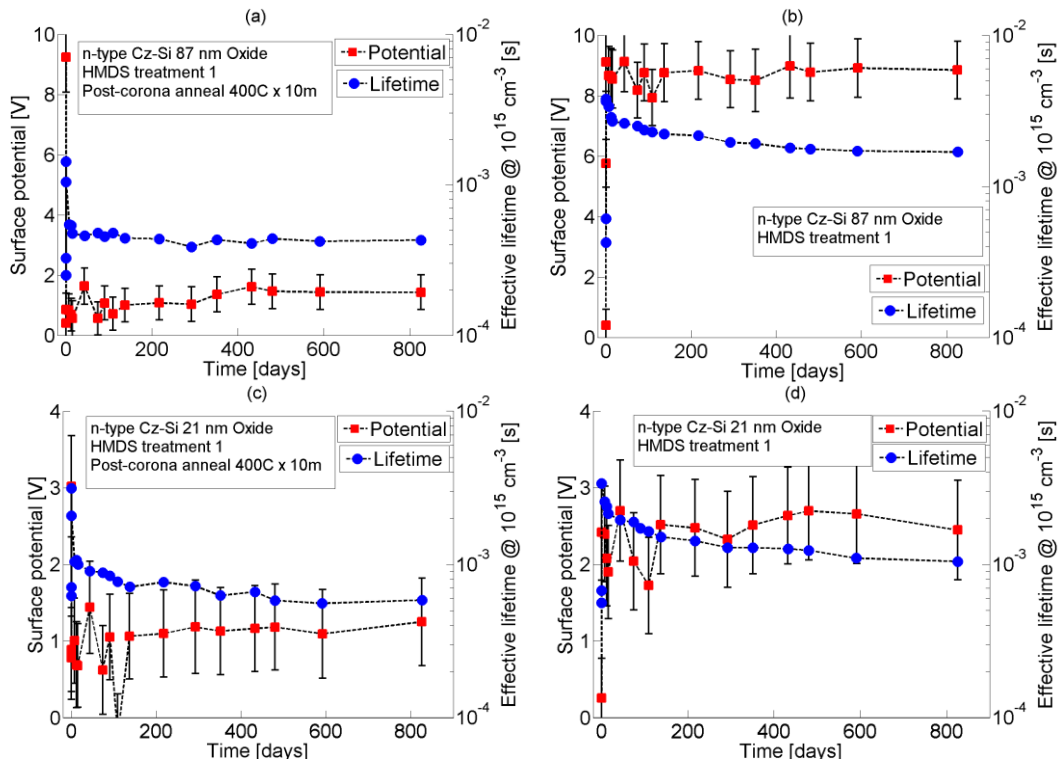 (a)
n-type Cz-Si 87 nm Oxide
HMDS treatment 1
Post-corona anneal 400C x 10m
Potential
Lifetime
Surface potential [V]
10
8
6
4
2
0
0
200
400
600
800
Time [days]
10⁻²
10⁻³
10⁻⁴
Effective lifetime @ 10¹⁵ cm⁻³ [s]
(b)
n-type Cz-Si 87 nm Oxide
HMDS treatment 1
Potential
Lifetime
Surface potential [V]
10
8
6
4
2
0
0
200
400
600
800
Time [days]
10⁻²
10⁻³
10⁻⁴
Effective lifetime @ 10¹⁵ cm⁻³ [s]
(c)
n-type Cz-Si 21 nm Oxide
HMDS treatment 1
Post-corona anneal 400C x 10m
Potential
Lifetime
Surface potential [V]
4
3
2
1
0
0
200
400
600
800
Time [days]
10⁻²
10⁻³
10⁻⁴
Effective lifetime @ 10¹⁵ cm⁻³ [s]
(d)
n-type Cz-Si 21 nm Oxide
HMDS treatment 1
Potential
Lifetime
Surface potential [V]
4
3
2
1
0
0
200
400
600
800
Time [days]
10⁻²
10⁻³
10⁻⁴
Effective lifetime @ 10¹⁵ cm⁻³ [s]